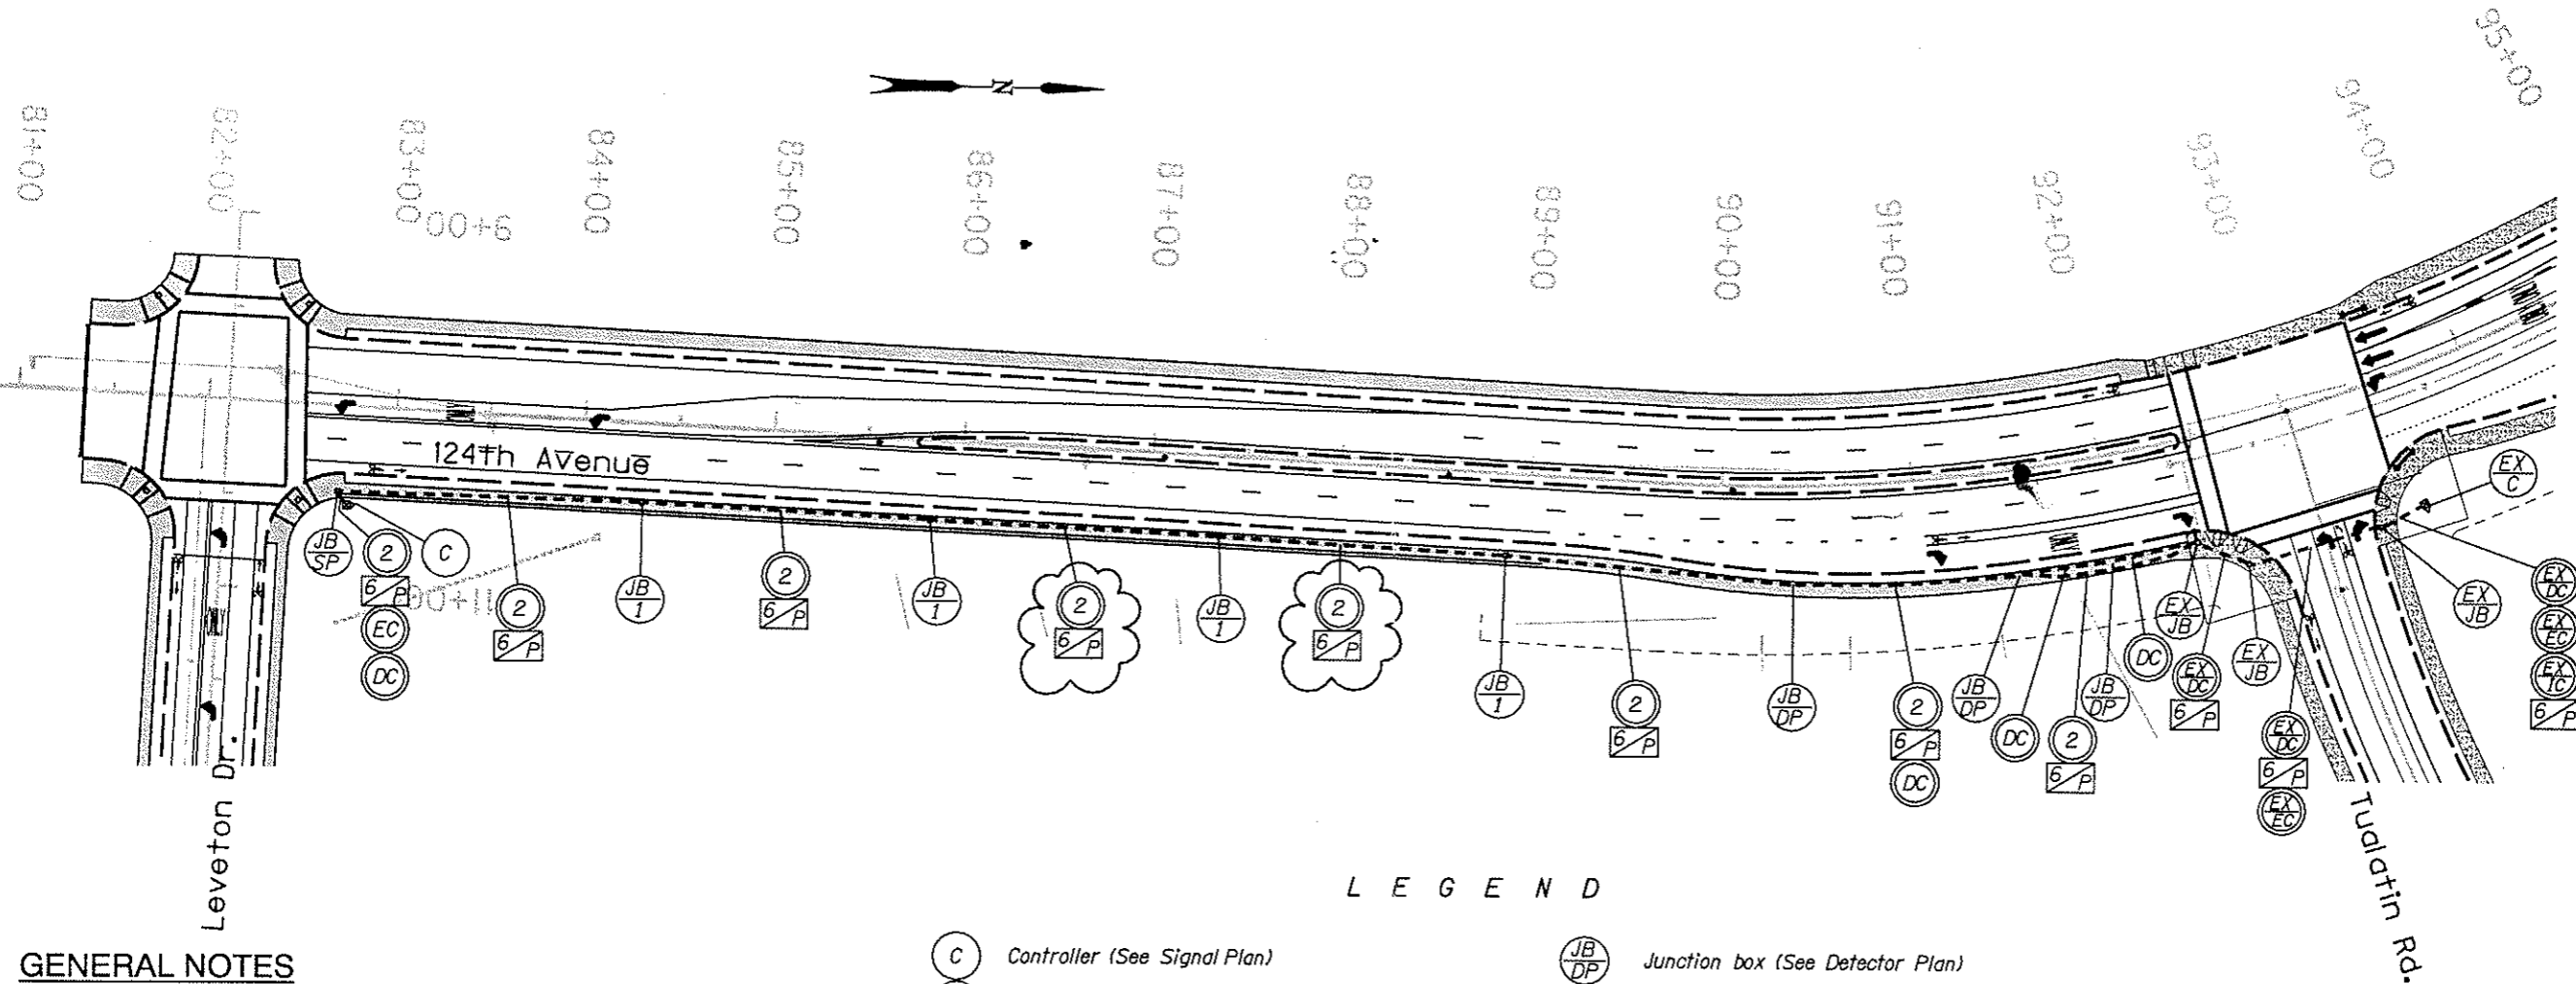 N
81+00
82+00
83+00
84+00
85+00
86+00
87+00
88+00
89+00
90+00
91+00
92+00
93+00
94+00
95+00
9+00
124th Avenue
JB
SP
2
6/P
EC
DC
C
11+00
2
6/P
JB
1
2
6/P
JB
1
2
6/P
JB
1
2
6/P
JB
1
2
6/P
JB
DP
2
6/P
DC
JB
DP
DC
2
6/P
JB
DP
DC
EX
JB
EX
DC
6/P
EX
JB
EX
DC
6/P
EX
EC
EX
C
EX
JB
EX
DC
EX
EC
EX
IC
6/P
Leveton Dr.
Tualatin Rd.
LEGEND
GENERAL NOTES
C Controller (See Signal Plan)
JB
DP Junction box (See Detector Plan)